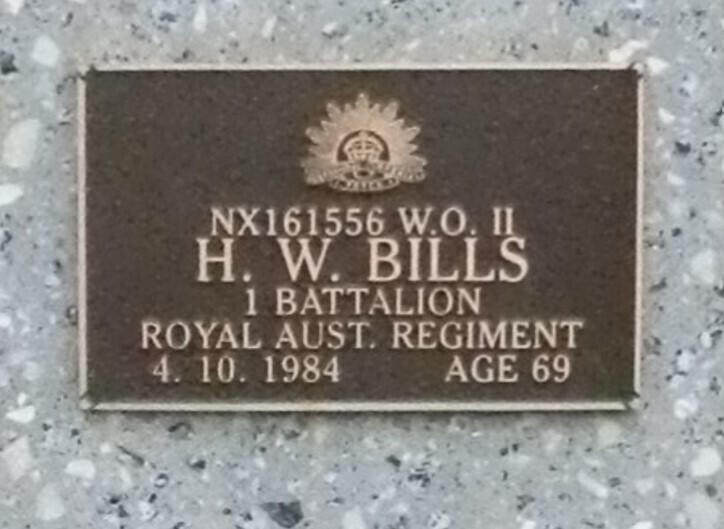 NX161556 W.O. II
H. W. BILLS
1 BATTALION
ROYAL AUST. REGIMENT
4. 10. 1984 AGE 69